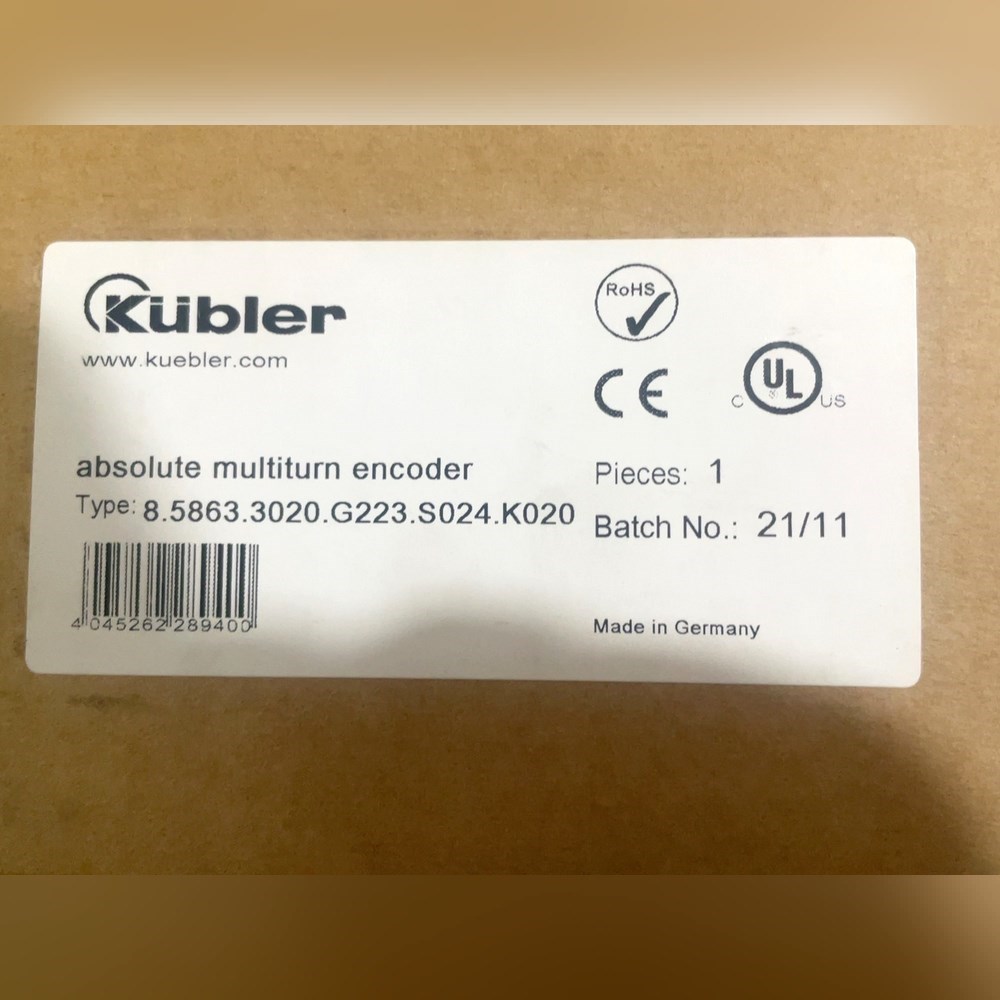 Kübler
www.kuebler.com
RoHS
CE
C UL US
absolute multiturn encoder
Type: 8.5863.3020.G223.S024.K020
4 045262 289400
Pieces: 1
Batch No.: 21/11
Made in Germany